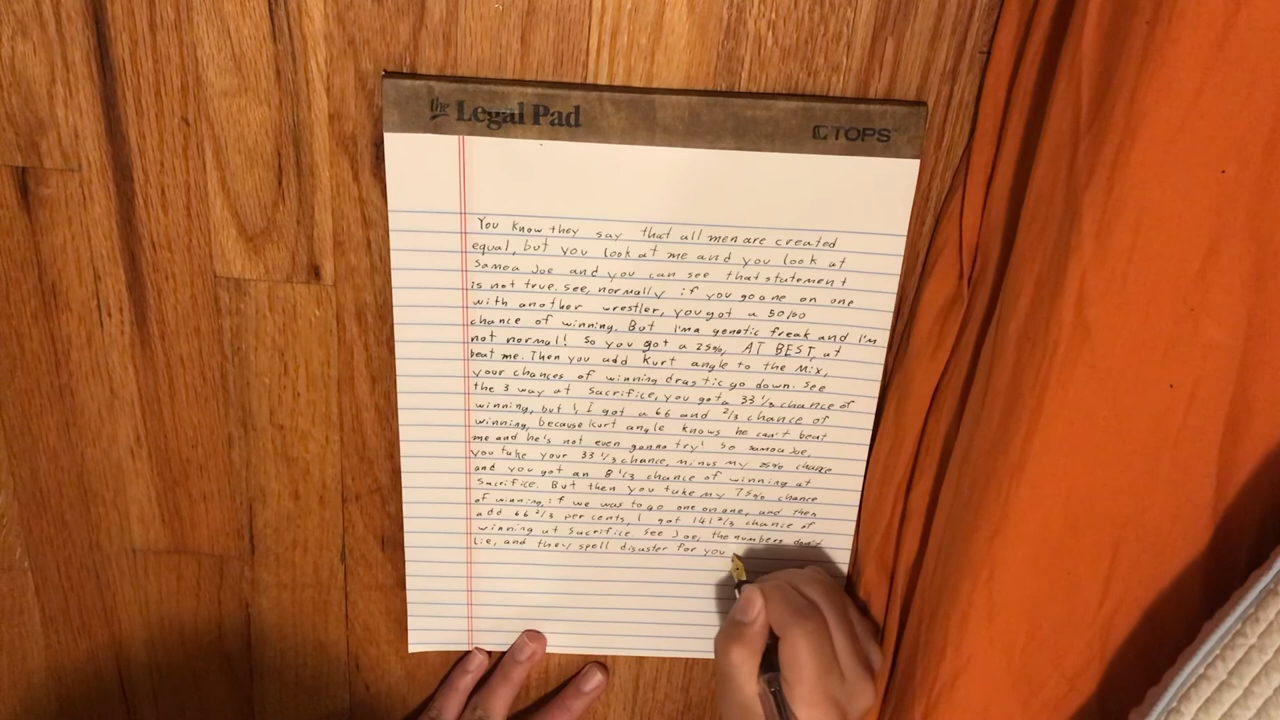 the Legal Pad
TOPS
You know they say that all men are created
equal, but you look at me and you look at
Samoa Joe and you can see that statement
is not true. See, normally if you go one on one
with another wrestler, you got a 50/50
chance of winning. But I'm a genetic freak and I'm
not normal! So you got a 25%, AT BEST, at
beat me. Then you add Kurt angle to the mix,
your chances of winning drastic go down. See
the 3 way at Sacrifice, you got a 33 1/3 chance of
winning, but I, I got a 66 and 2/3 chance of
winning, because Kurt angle knows he can't beat
me and he's not even gonna try! So Samoa Joe,
you take your 33 1/3 chance, minus my 25% chance
and you got an 8 1/3 chance of winning at
Sacrifice. But then you take my 75% chance
of winning, if we was to go one on one, and then
add 66 2/3 per cents, I got 141 2/3 chance of
winning at Sacrifice. See Joe, the numbers don't
lie, and they spell disaster for you